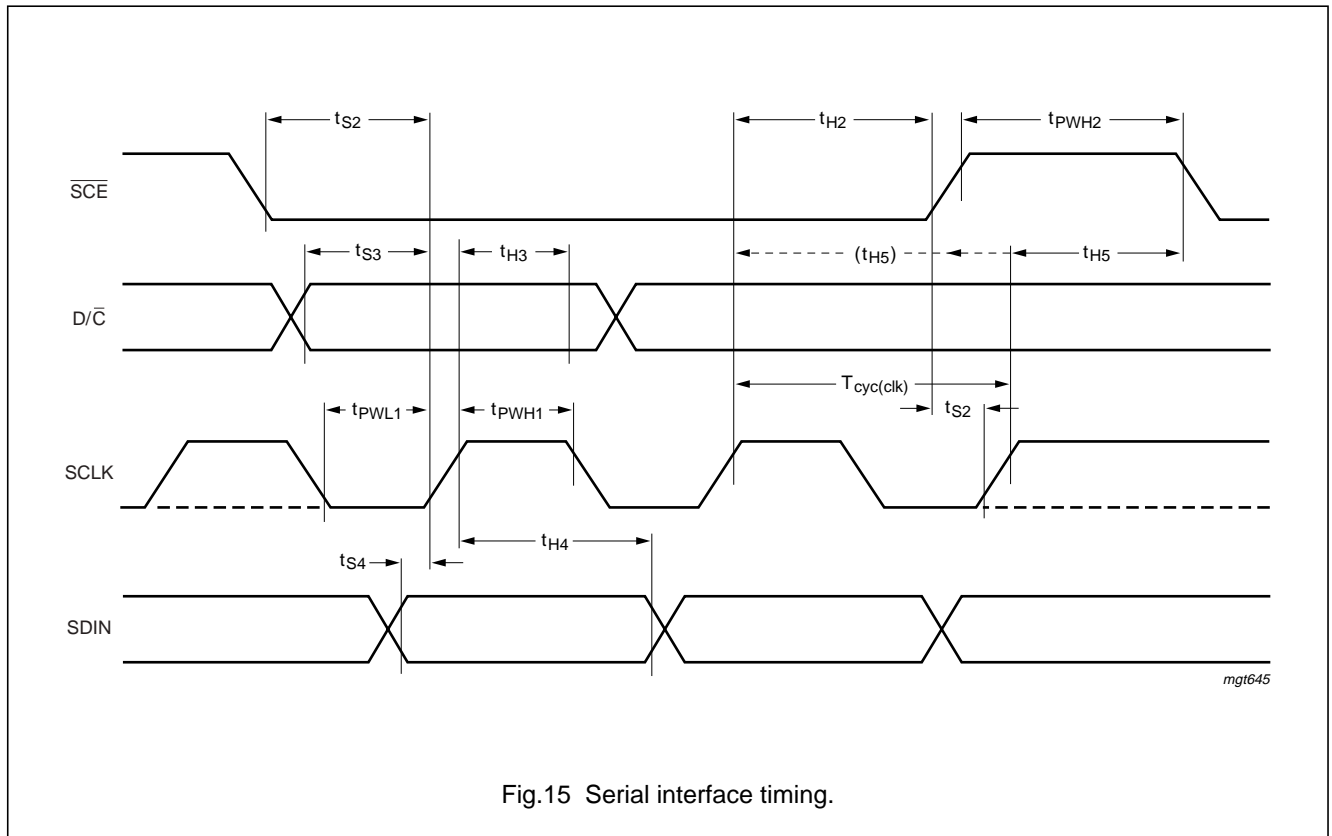 tS2
tH2
tPWH2
SCE
tS3
tH3
(tH5)
tH5
D/C
Tcyc(clk)
tS2
tPWL1
tPWH1
SCLK
tH4
tS4
SDIN
mgt645
Fig.15 Serial interface timing.